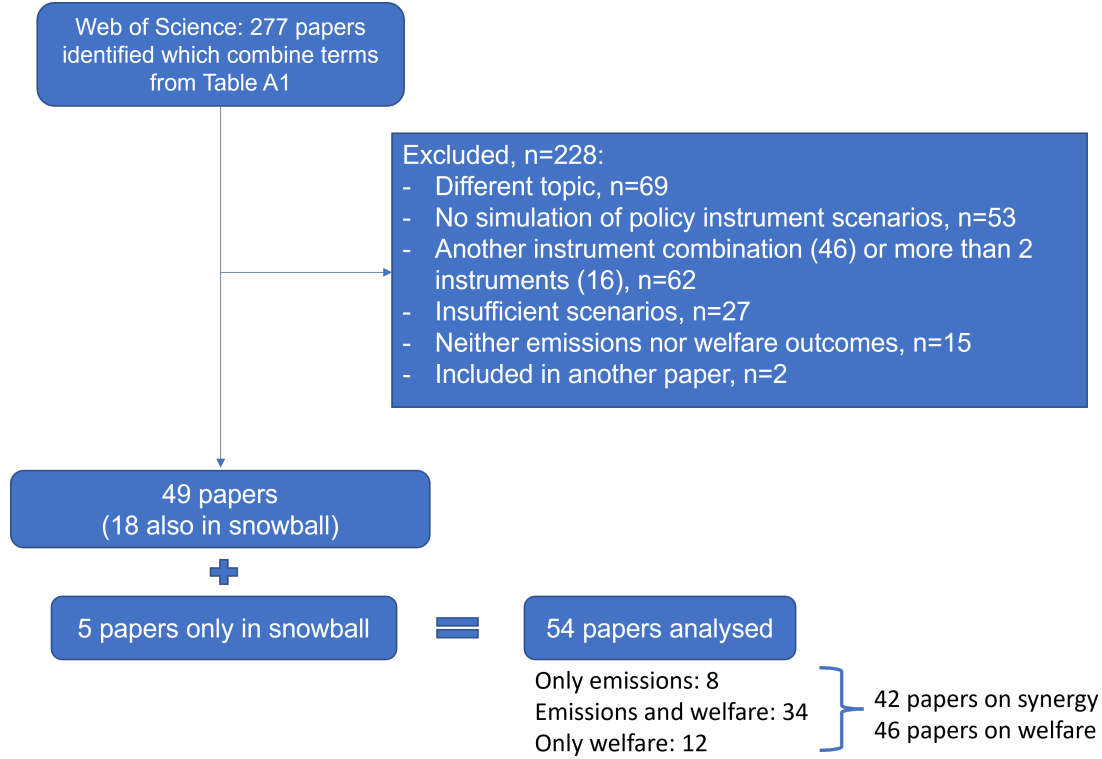 Web of Science: 277 papers
identified which combine terms
from Table A1
Excluded, n=228:
- Different topic, n=69
- No simulation of policy instrument scenarios, n=53
- Another instrument combination (46) or more than 2
instruments (16), n=62
- Insufficient scenarios, n=27
- Neither emissions nor welfare outcomes, n=15
- Included in another paper, n=2
49 papers
(18 also in snowball)
5 papers only in snowball
54 papers analysed
Only emissions: 8
Emissions and welfare: 34
Only welfare: 12
42 papers on synergy
46 papers on welfare